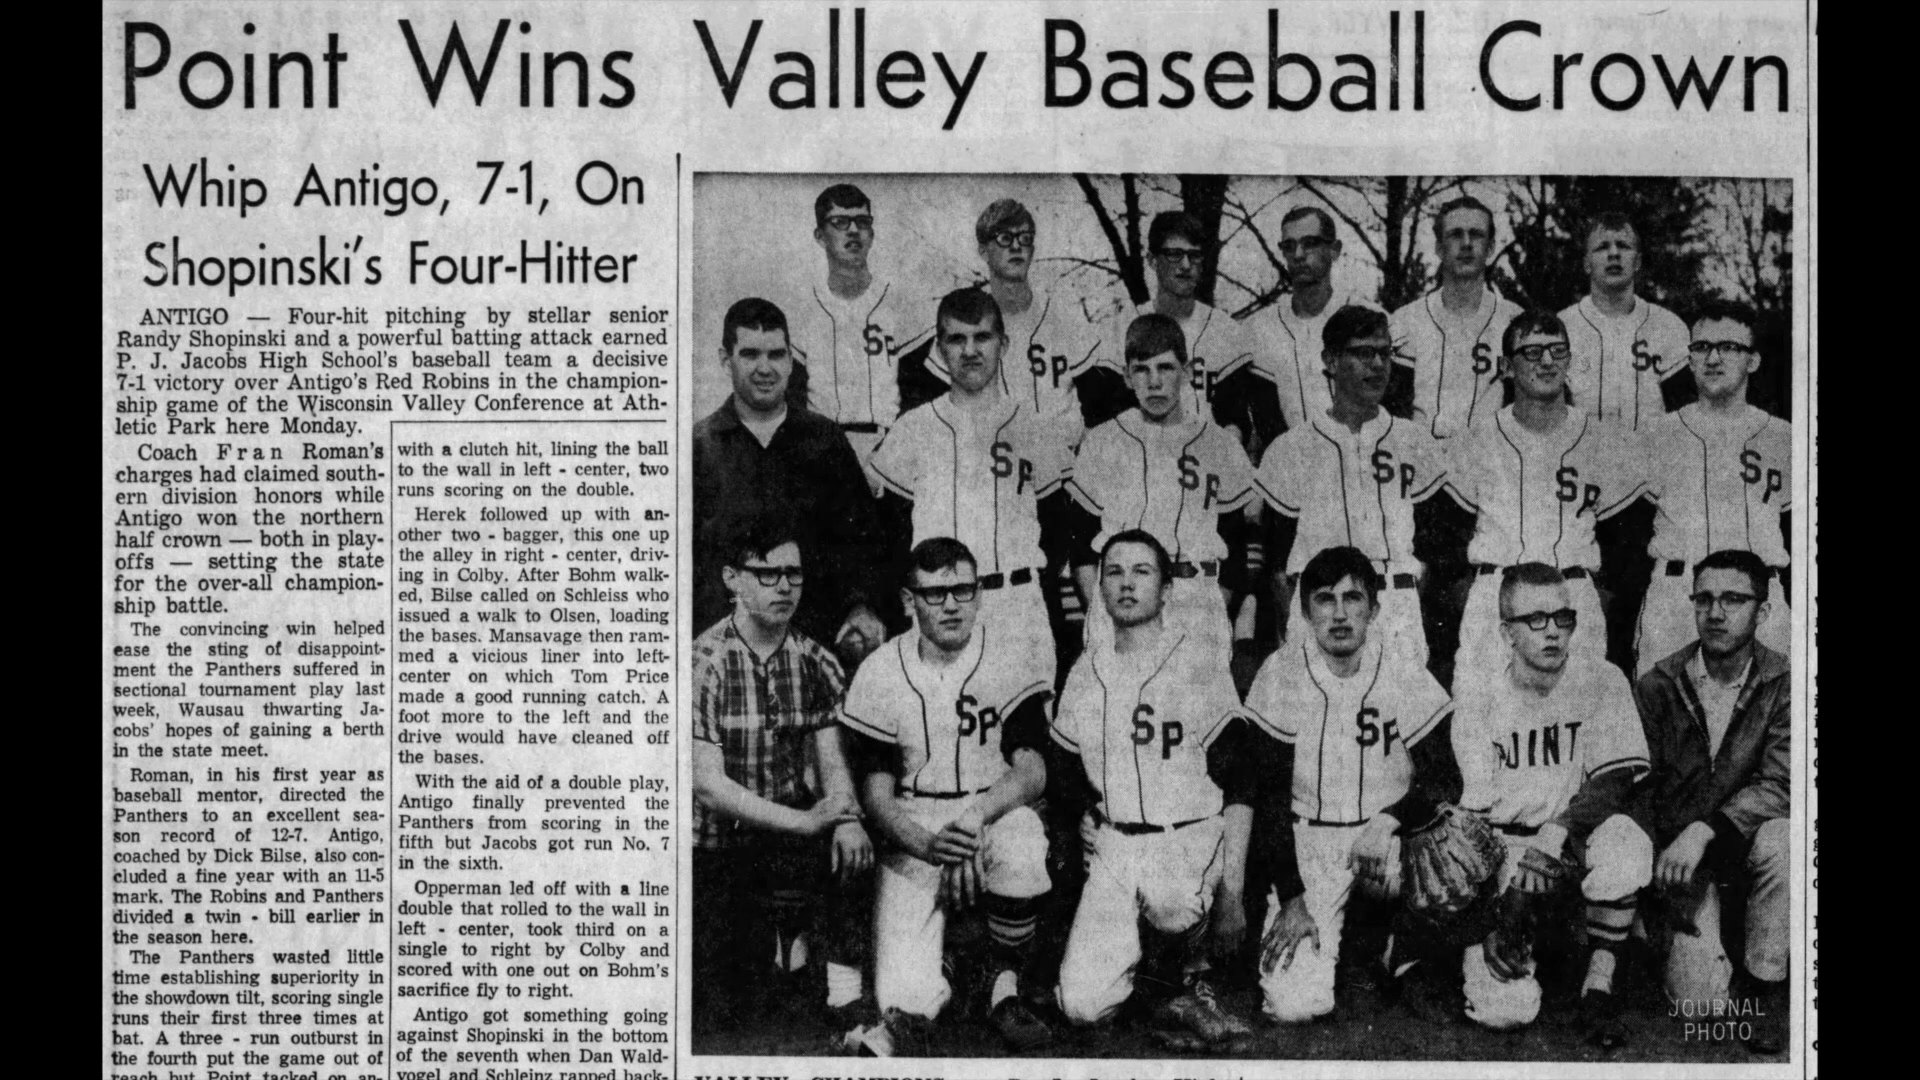 Point Wins Valley Baseball Crown
Whip Antigo, 7-1, On
Shopinski's Four-Hitter
ANTIGO — Four-hit pitching by stellar senior
Randy Shopinski and a powerful batting attack earned
P. J. Jacobs High School's baseball team a decisive
7-1 victory over Antigo's Red Robins in the champion-
ship game of the Wisconsin Valley Conference at Ath-
letic Park here Monday.
Coach Fran Roman's
charges had claimed south-
ern division honors while
Antigo won the northern
half crown — both in play-
offs — setting the state
for the over-all champion-
ship battle.
The convincing win helped
ease the sting of disappoint-
ment the Panthers suffered in
sectional tournament play last
week, Wausau thwarting Ja-
cobs' hopes of gaining a berth
in the state meet.
Roman, in his first year as
baseball mentor, directed the
Panthers to an excellent sea-
son record of 12-7. Antigo,
coached by Dick Bilse, also con-
cluded a fine year with an 11-5
mark. The Robins and Panthers
divided a twin - bill earlier in
the season here.
The Panthers wasted little
time establishing superiority in
the showdown tilt, scoring single
runs their first three times at
bat. A three - run outburst in
the fourth put the game out of
reach but Point tacked on an-
with a clutch hit, lining the ball
to the wall in left - center, two
runs scoring on the double.
Herek followed up with an-
other two - bagger, this one up
the alley in right - center, driv-
ing in Colby. After Bohm walk-
ed, Bilse called on Schleiss who
issued a walk to Olsen, loading
the bases. Mansavage then ram-
med a vicious liner into left-
center on which Tom Price
made a good running catch. A
foot more to the left and the
drive would have cleaned off
the bases.
With the aid of a double play,
Antigo finally prevented the
Panthers from scoring in the
fifth but Jacobs got run No. 7
in the sixth.
Opperman led off with a line
double that rolled to the wall in
left - center, took third on a
single to right by Colby and
scored with one out on Bohm's
sacrifice fly to right.
Antigo got something going
against Shopinski in the bottom
of the seventh when Dan Wald-
vogel and Schleinz rapped back-
SP
SP
SP
SP
SP
SP
SP
SP
SP
SP
SP
SP
SP
OINT
JOURNAL
PHOTO
VALLEY CHAMPIONS